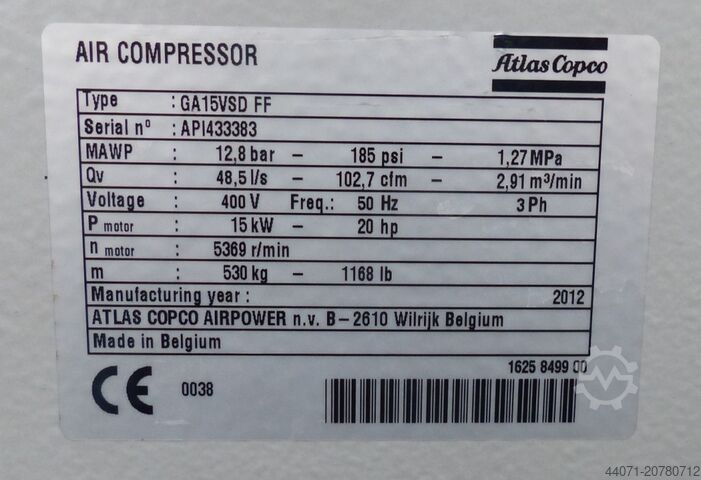 AIR COMPRESSOR
Atlas Copco
Type : GA15VSD FF
Serial nº : API433383
MAWP : 12,8 bar – 185 psi – 1,27 MPa
Qv : 48,5 l/s – 102,7 cfm – 2,91 m³/min
Voltage : 400 V Freq.: 50 Hz 3 Ph
P motor : 15 kW – 20 hp
n motor : 5369 r/min
m : 530 kg – 1168 lb
Manufacturing year : 2012
ATLAS COPCO AIRPOWER n.v. B – 2610 Wilrijk Belgium
Made in Belgium
1625 8499 00
CE 0038
44071-20780712